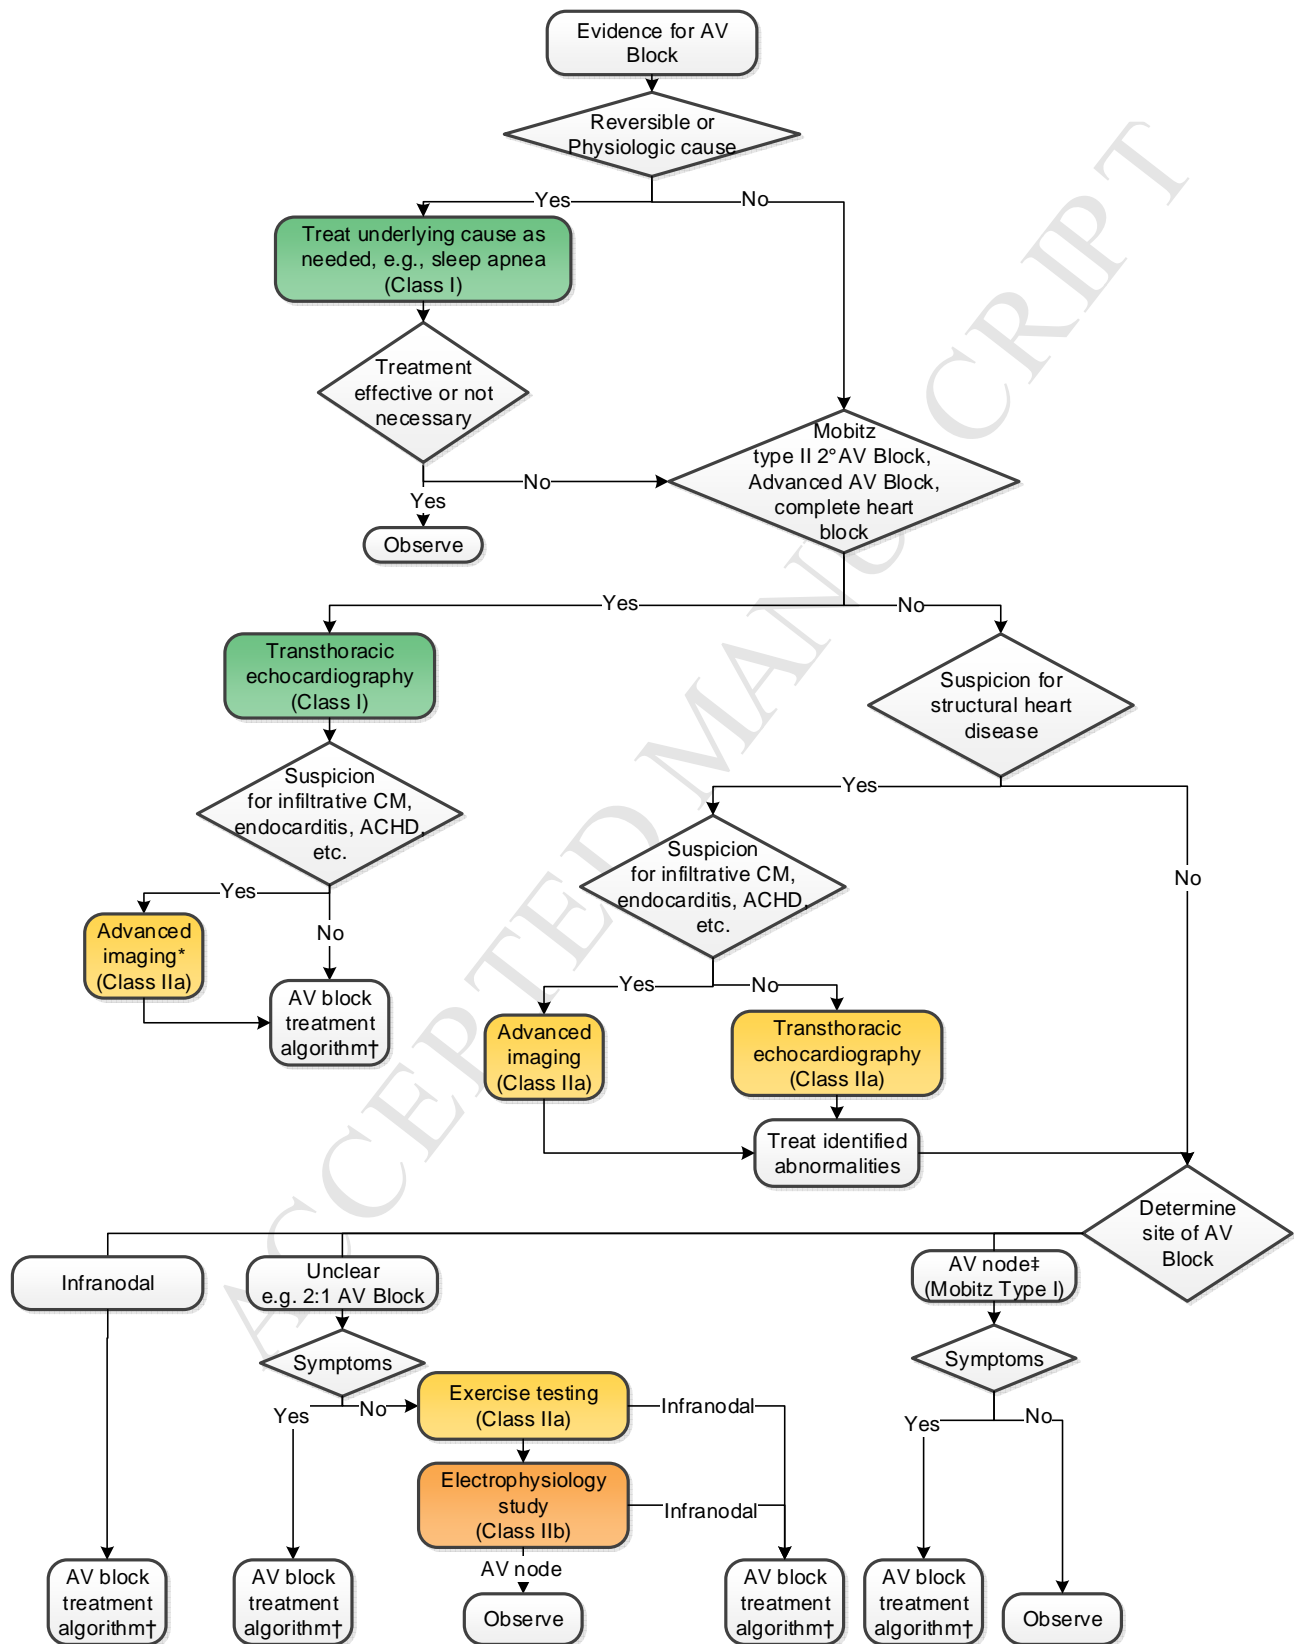 Evidence for AV
Block
Reversible or
Physiologic cause
Yes
No
Treat underlying cause as
needed, e.g., sleep apnea
(Class I)
Treatment
effective or not
necessary
No
Yes
Observe
Mobitz
type II 2°AV Block,
Advanced AV Block,
complete heart
block
Yes
No
Transthoracic
echocardiography
(Class I)
Suspicion for
structural heart
disease
Suspicion
for infiltrative CM,
endocarditis, ACHD,
etc.
Yes
No
Advanced
imaging*
(Class IIa)
AV block
treatment
algorithm†
Yes
No
Suspicion
for infiltrative CM,
endocarditis, ACHD,
etc.
Yes
No
Advanced
imaging
(Class IIa)
Transthoracic
echocardiography
(Class IIa)
Treat identified
abnormalities
Determine
site of AV
Block
Infranodal
Unclear
e.g. 2:1 AV Block
AV node‡
(Mobitz Type I)
Symptoms
Symptoms
Yes
No
Exercise testing
(Class IIa)
Infranodal
Yes
No
Electrophysiology
study
(Class IIb)
Infranodal
AV node
AV block
treatment
algorithm†
AV block
treatment
algorithm†
Observe
AV block
treatment
algorithm†
AV block
treatment
algorithm†
Observe
ACCEPTED MANUSCRIPT